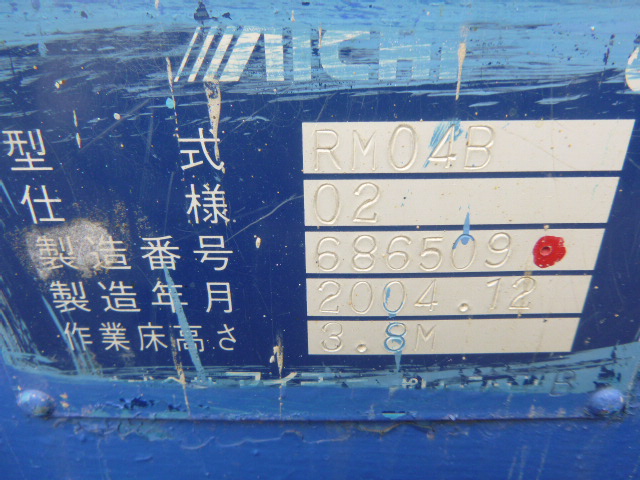 AICHI
型式 RM04B
仕様 02
製造番号 686509
製造年月 2004.12
作業床高さ 3.8M